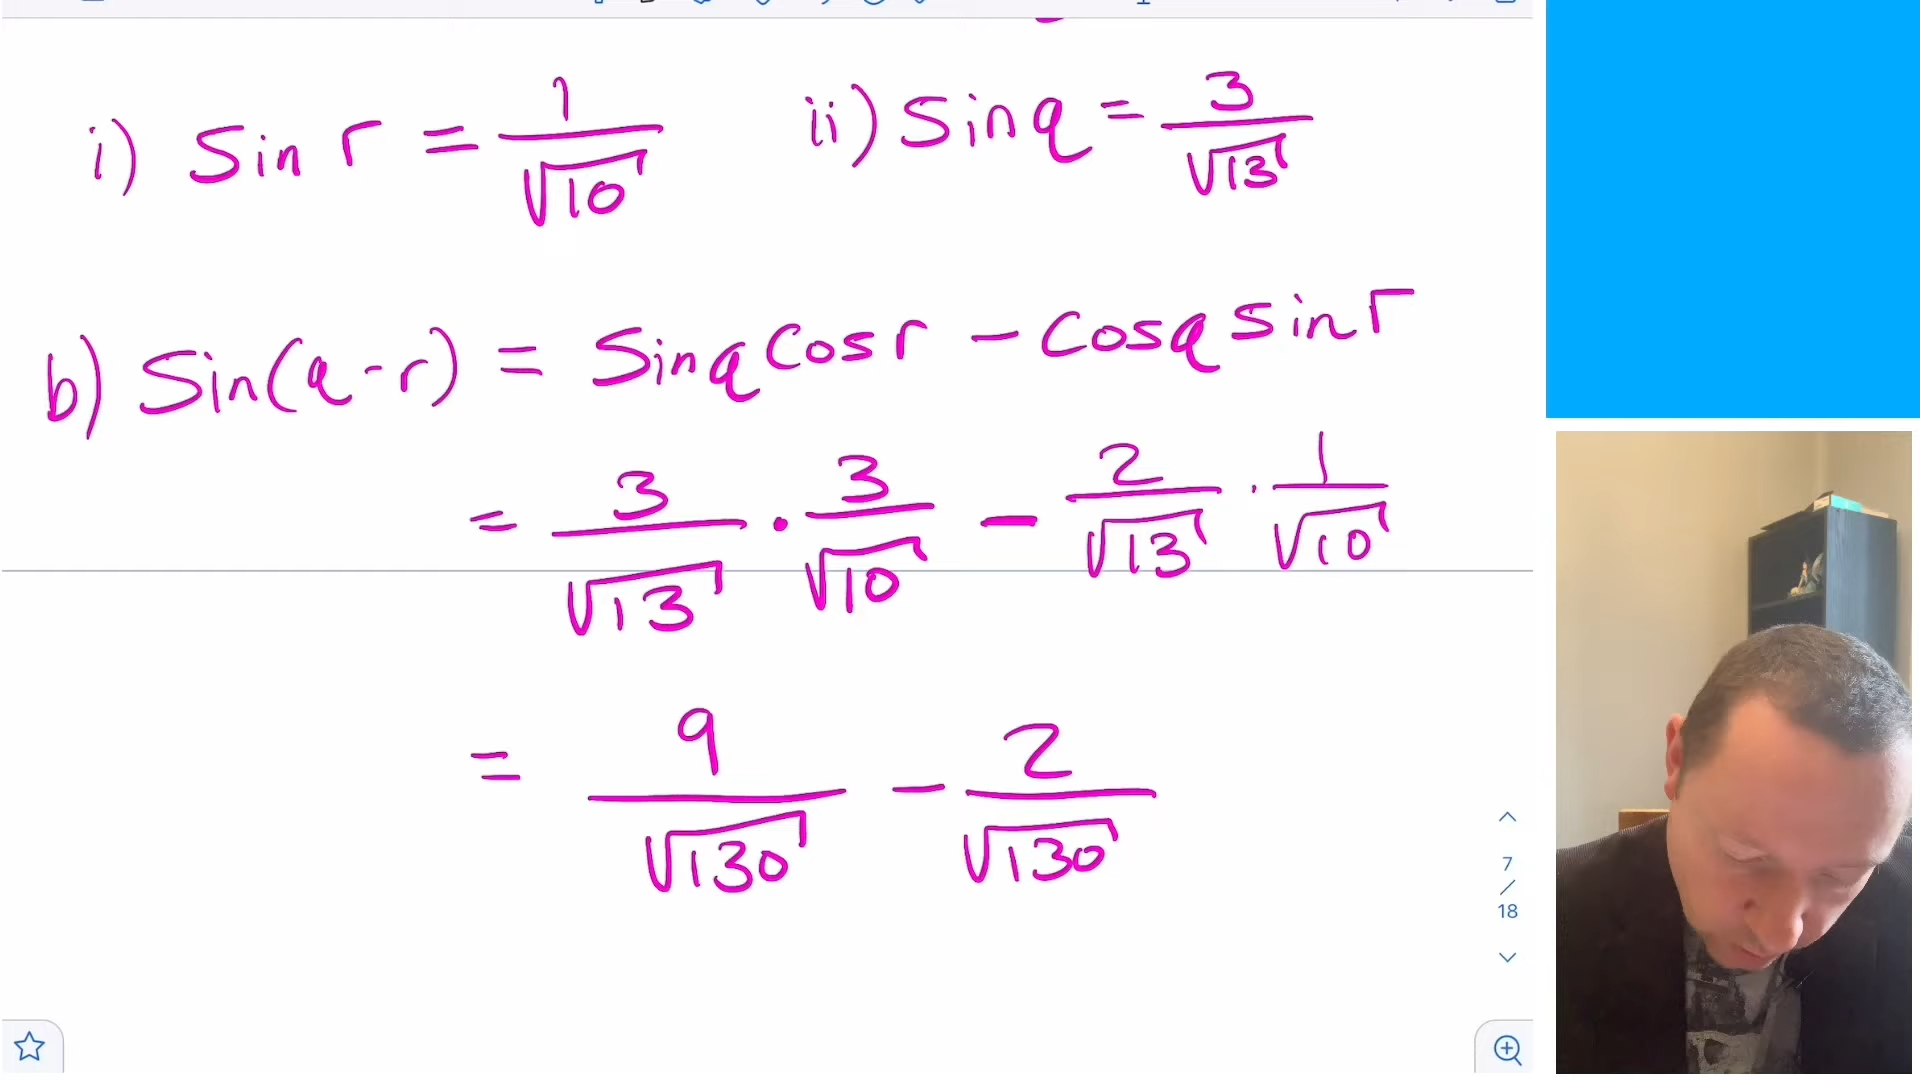 i) Sin r = 1/√10 ii) Sin q = 3/√13
b) Sin(q-r) = Sin q Cos r - Cos q Sin r
= 3/√13 · 3/√10 - 2/√13 · 1/√10
= 9/√130 - 2/√130
7
/
18